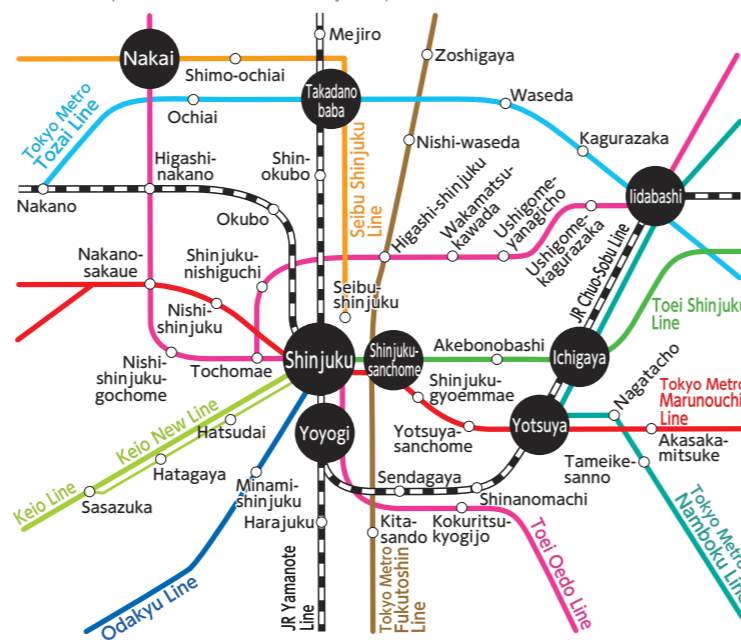 Mejiro
Zoshigaya
Nakai
Shimo-ochiai
Takadano
baba
Waseda
Tokyo Metro
Tozai Line
Ochiai
Nishi-waseda
Kagurazaka
Higashi-
nakano
Shin-
okubo
Seibu Shinjuku
Line
Higashi-shinjuku
Wakamatsu-
kawada
Ushigome-
yanagicho
Ushigome-
kagurazaka
Iidabashi
Nakano
Okubo
JR Chuo-Sobu Line
Nakano-
sakaue
Shinjuku-
nishiguchi
Seibu-
shinjuku
Nishi-
shinjuku
Toei Shinjuku
Line
Nishi-
shinjuku-
gochome
Tochomae
Shinjuku
Shinjuku-
sanchome
Akebonobashi
Ichigaya
Shinjuku-
gyoemmae
Nagatacho
Tokyo Metro
Marunouchi
Line
Keio New Line
Hatsudai
Yoyogi
Yotsuya-
sanchome
Yotsuya
Akasaka-
mitsuke
Keio Line
Hatagaya
Sasazuka
Minami-
shinjuku
Sendagaya
Shinanomachi
Tameike-
sanno
Harajuku
Kita-
sando
Kokuritsu-
kyogijo
Odakyu Line
JR Yamanote
Line
Tokyo Metro
Fukutoshin
Line
Toei Oedo Line
Tokyo Metro
Namboku Line